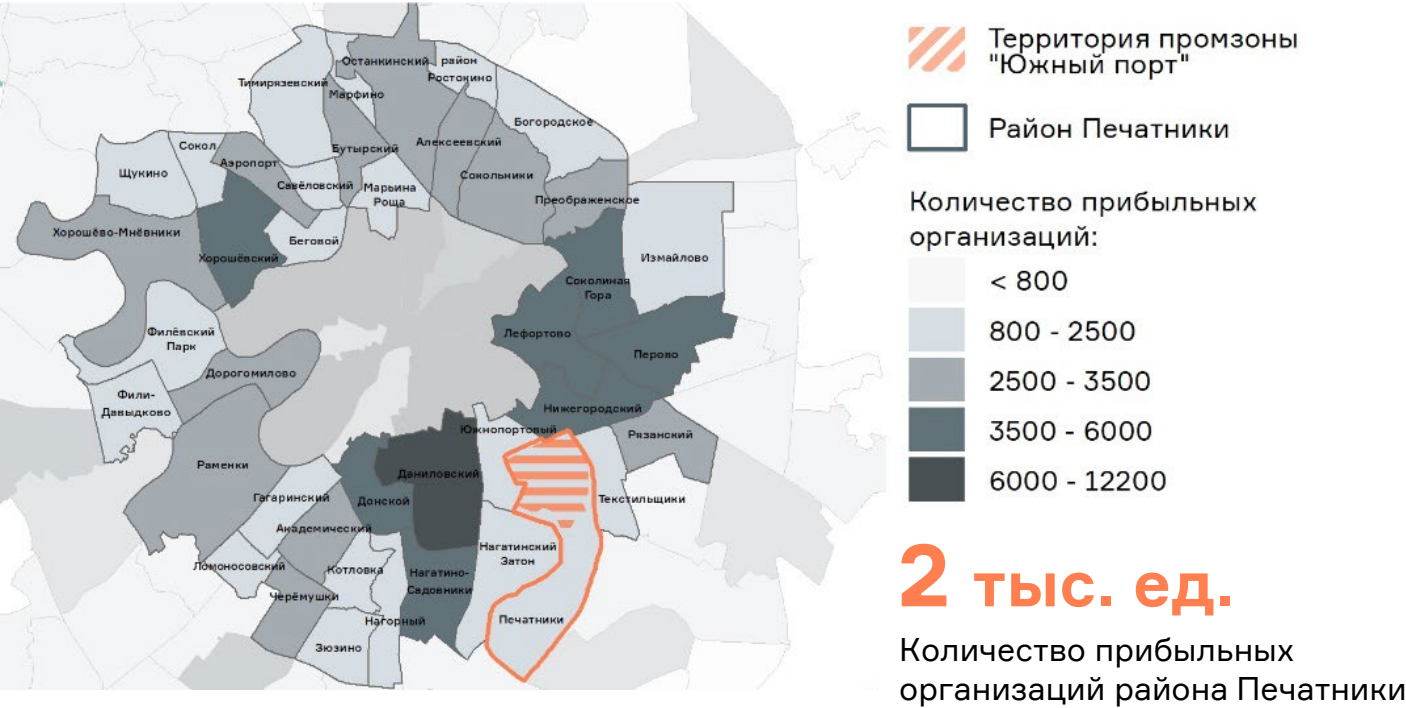 Останкинский
район
Ростокино
Тимирязевский
Марфино
Богородское
Сокол
Бутырский
Алексеевский
Аэропорт
Щукино
Савёловский
Марьина
Роща
Сокольники
Преображенское
Хорошёво-Мнёвники
Беговой
Хорошёвский
Измайлово
Соколиная
Гора
Филёвский
Парк
Лефортово
Перово
Дорогомилово
Фили-
Давыдково
Нижегородский
Южнопортовый
Рязанский
Раменки
Даниловский
Гагаринский
Донской
Текстильщики
Академический
Нагатинский
Затон
Ломоносовский
Котловка
Нагатино-
Садовники
Черёмушки
Нагорный
Печатники
Зюзино
Территория промзоны
"Южный порт"
Район Печатники
Количество прибыльных
организаций:
< 800
800 - 2500
2500 - 3500
3500 - 6000
6000 - 12200
2 тыс. ед.
Количество прибыльных
организаций района Печатники